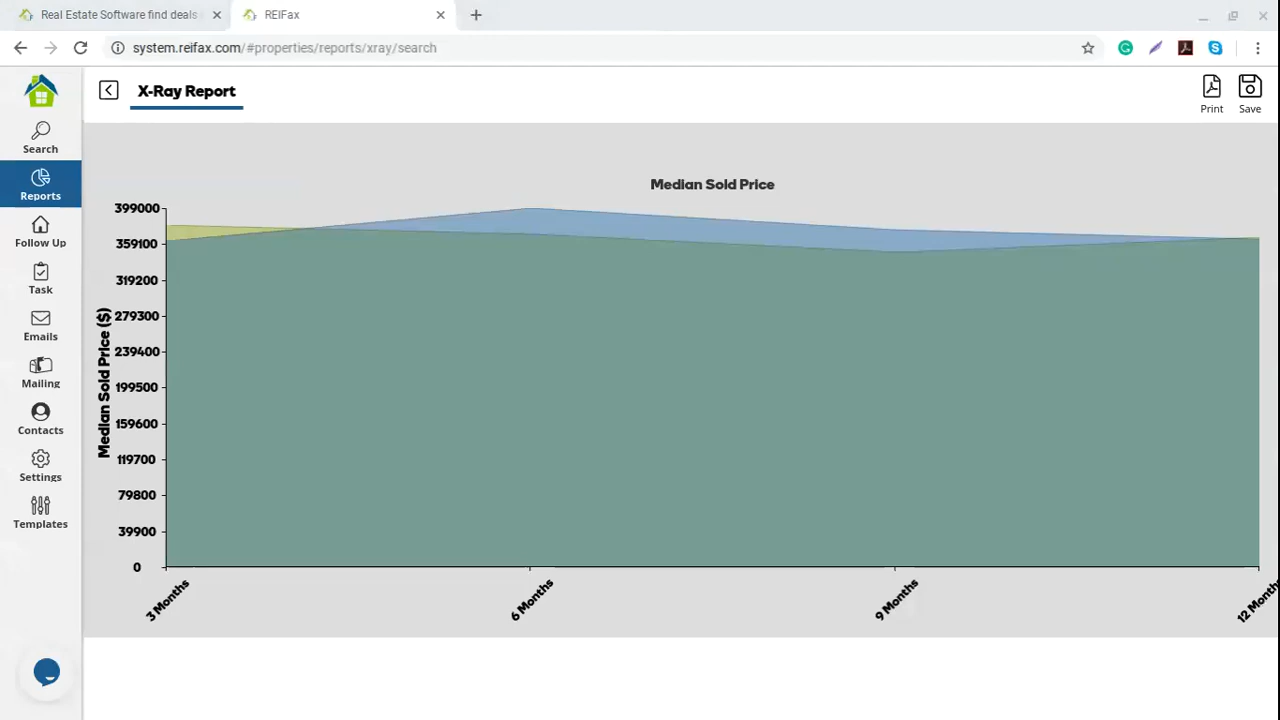 Real Estate Software find deals
REIFax
system.reifax.com/#properties/reports/xray/search
X-Ray Report
Print
Save
Search
Reports
Follow Up
Task
Emails
Mailing
Contacts
Settings
Templates
Median Sold Price
Median Sold Price ($)
399000
359100
319200
279300
239400
199500
159600
119700
79800
39900
0
3 Months
6 Months
9 Months
12 Month